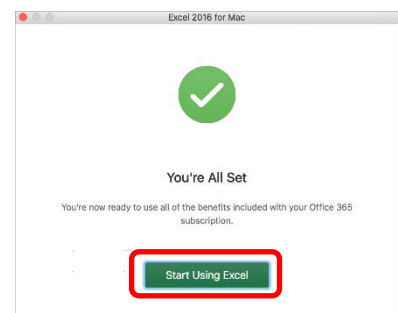 Excel 2016 for Mac
You're All Set
You're now ready to use all of the benefits included with your Office 365
subscription.
Start Using Excel